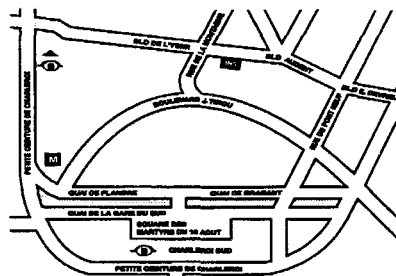 BLD DE L'YSER
RUE DE LA MONTAGNE
BLD AUDENT
PETITE CEINTURE DE CHARLEROI
BOULEVARD J. TIROU
RUE DU PONT NEUF
M
QUAI DE FLANDRE
QUAI DE BRABANT
QUAI DE LA GARE DU SUD
SQUARE DES
MARTYRS DU 18 AOUT
CHARLEROI SUD
PETITE CEINTURE DE CHARLEROI